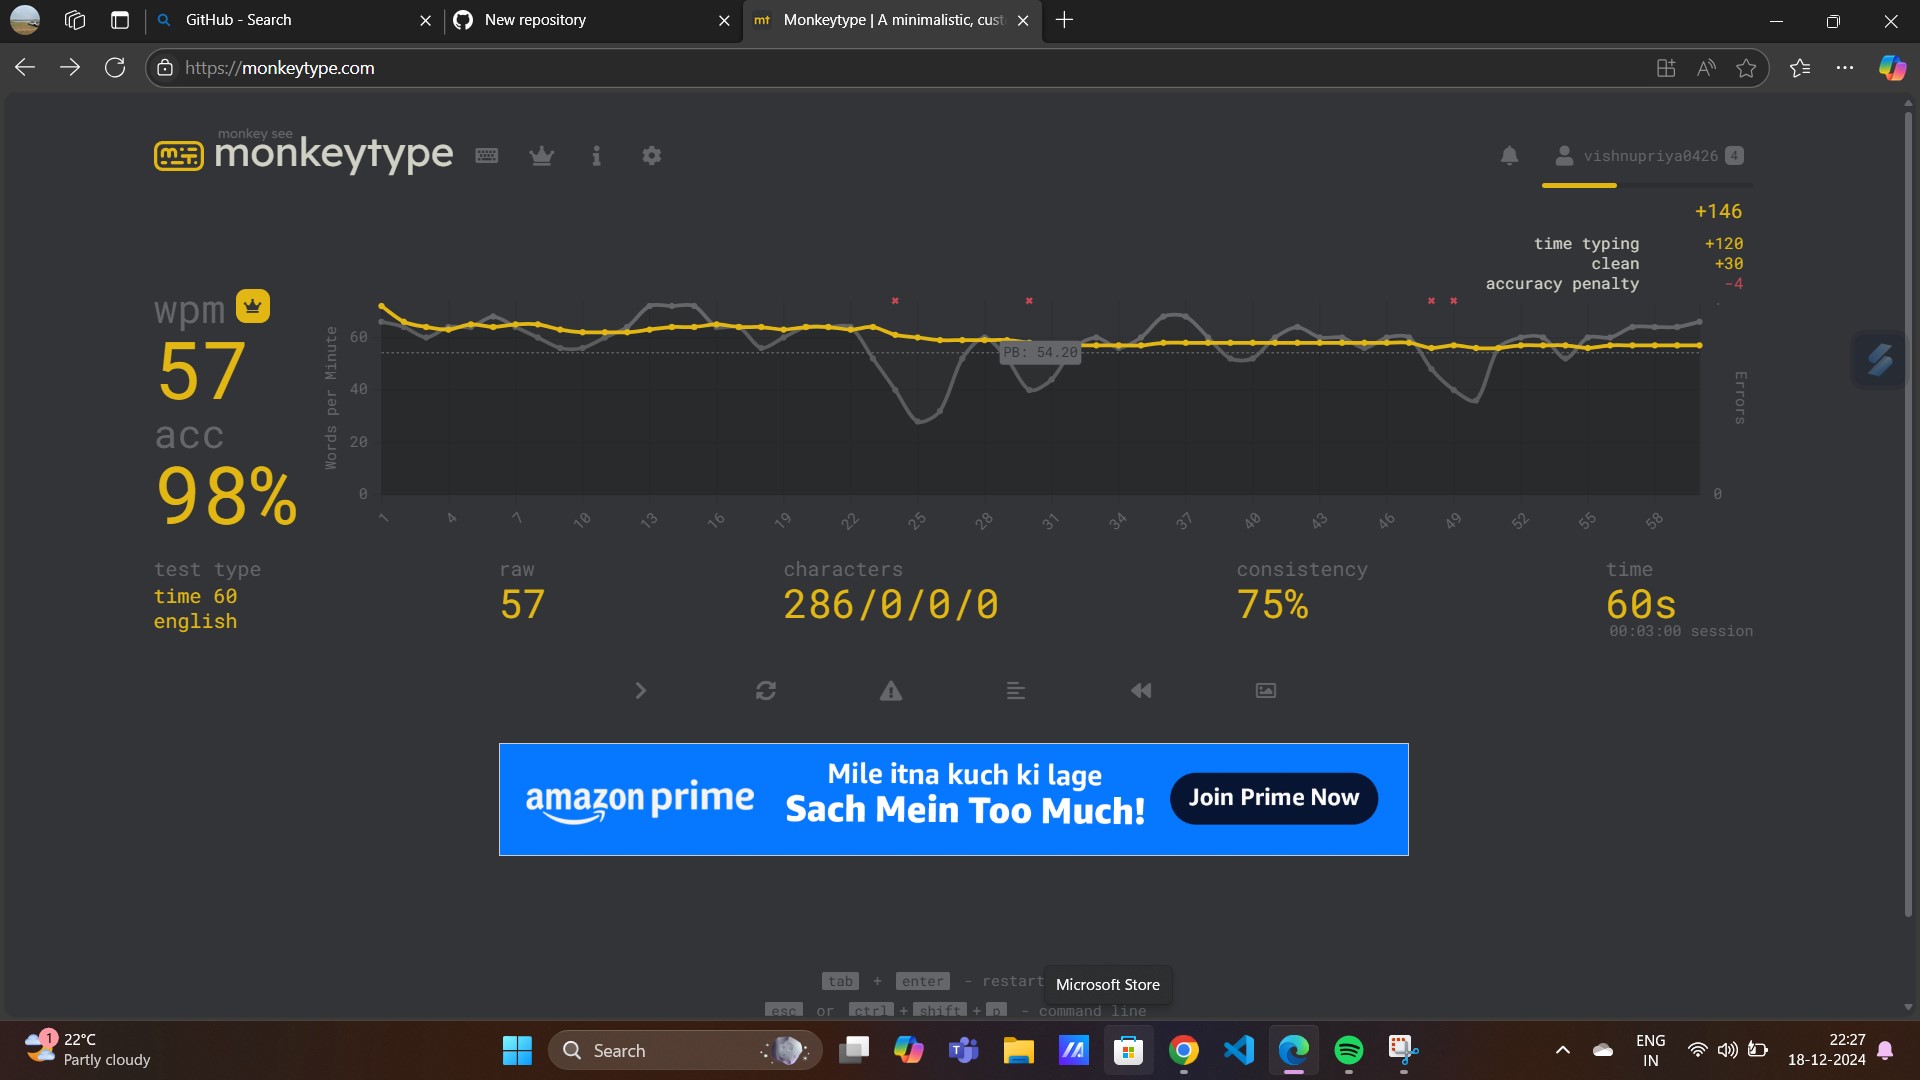 GitHub - Search
New repository
mt Monkeytype | A minimalistic, cust
https://monkeytype.com
monkey see
monkeytype
vishnupriya0426 4
+146
time typing +120
clean +30
accuracy penalty -4
wpm
57
acc
98%
Words per Minute
60
40
20
0
PB: 54.20
Errors
0
1 4 7 10 13 16 19 22 25 28 31 34 37 40 43 46 49 52 55 58
test type
time 60
english
raw
57
characters
286/0/0/0
consistency
75%
time
60s
00:03:00 session
amazon prime
Mile itna kuch ki lage
Sach Mein Too Much!
Join Prime Now
tab + enter - restart
Microsoft Store
esc or ctrl + shift + p - command line
1
22°C
Partly cloudy
Search
ENG
IN
22:27
18-12-2024